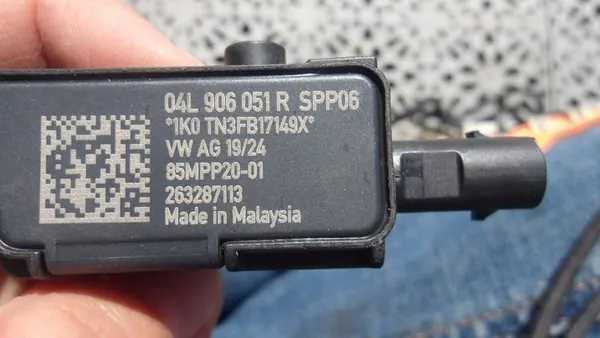 04L 906 051 R SPP06
*1K0 TN3FB17149X*
VW AG 19/24
85MPP20-01
263287113
Made in Malaysia